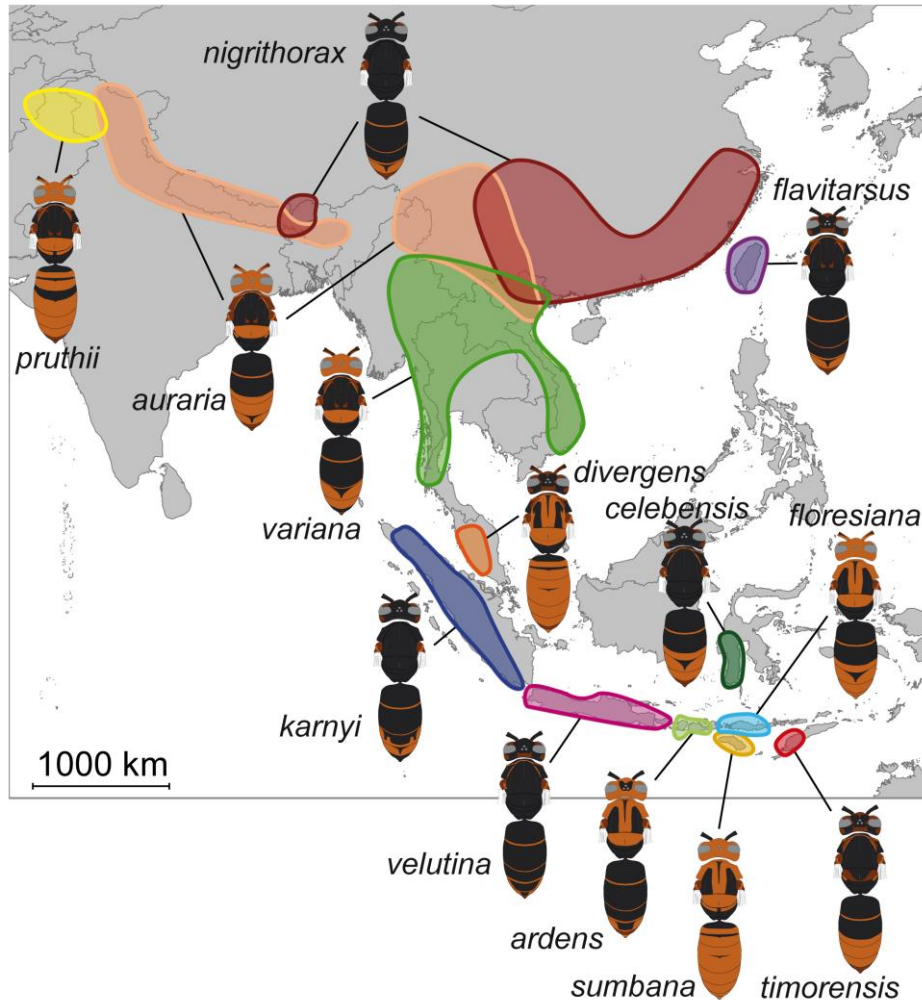 nigrithorax
flavitarsus
pruthii
auraria
variana
divergens
celebensis
floresiana
karnyi
1000 km
velutina
ardens
sumbana
timorensis